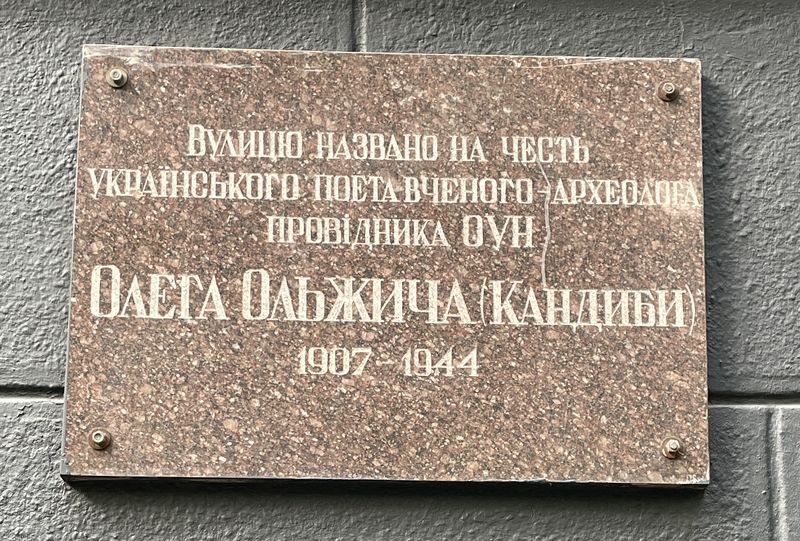 Вулицю названо на честь
українського поета вченого-археолога
провідника ОУН
Олега Ольжича (Кандиби)
1907-1944